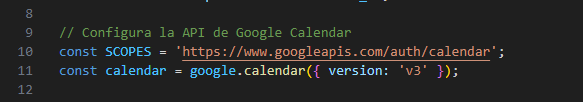 8
9 // Configura la API de Google Calendar
10 const SCOPES = 'https://www.googleapis.com/auth/calendar';
11 const calendar = google.calendar({ version: 'v3' });
12